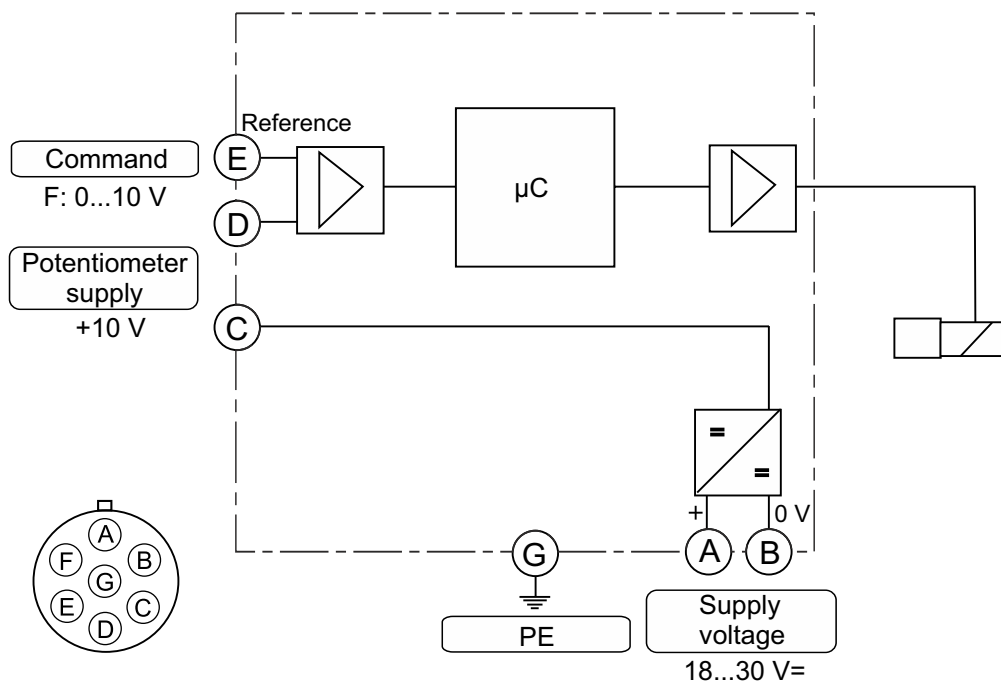 Reference
E
Command
F: 0...10 V
D
µC
Potentiometer
supply
+10 V
C
=
=
+
0 V
G
A
B
PE
Supply
voltage
18...30 V=
A
F
B
G
E
C
D